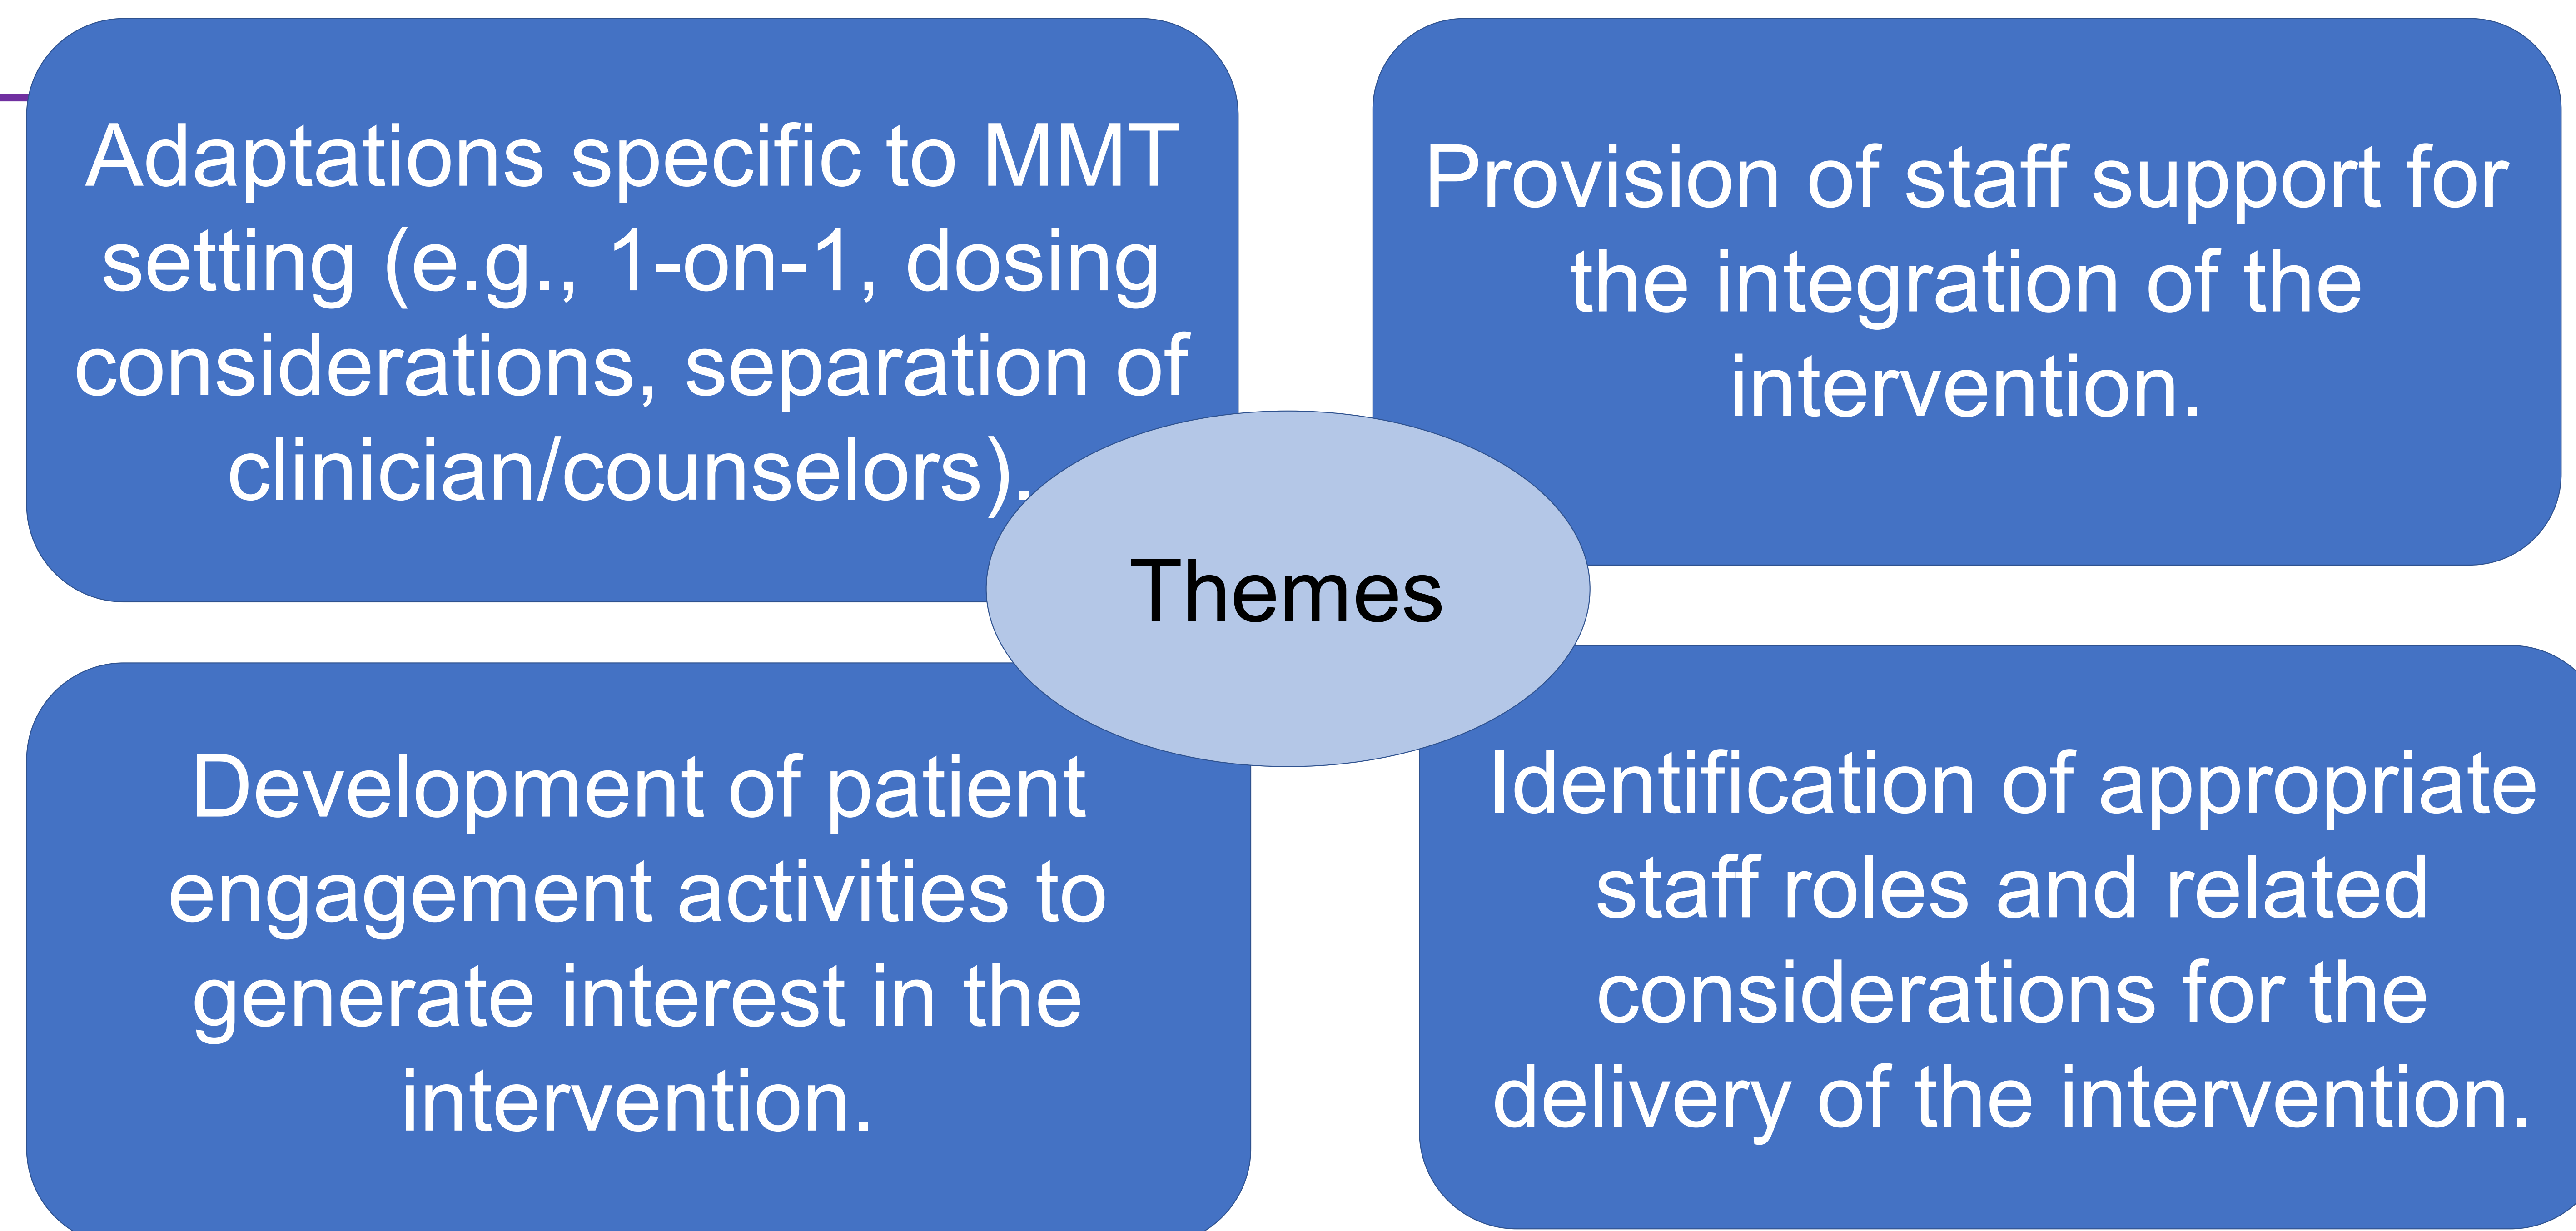 Adaptations specific to MMT
setting (e.g., 1-on-1, dosing
considerations, separation of
clinician/counselors).
Provision of staff support for
the integration of the
intervention.
Themes
Development of patient
engagement activities to
generate interest in the
intervention.
Identification of appropriate
staff roles and related
considerations for the
delivery of the intervention.